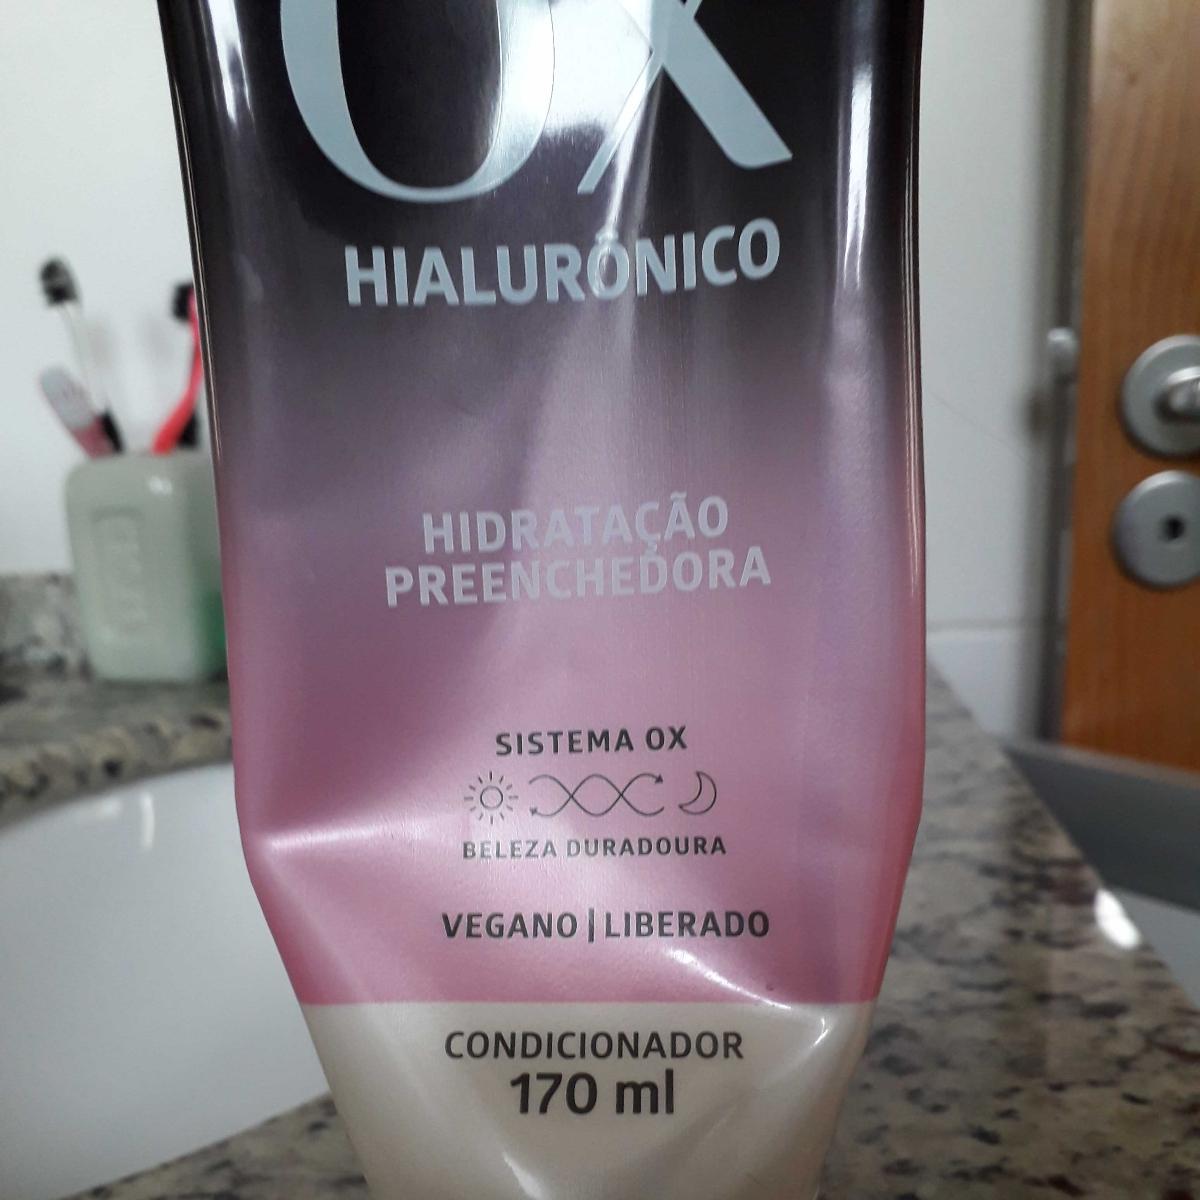 OX
HIALURÔNICO
HIDRATAÇÃO
PREENCHEDORA
SISTEMA OX
BELEZA DURADOURA
VEGANO | LIBERADO
CONDICIONADOR
170 ml